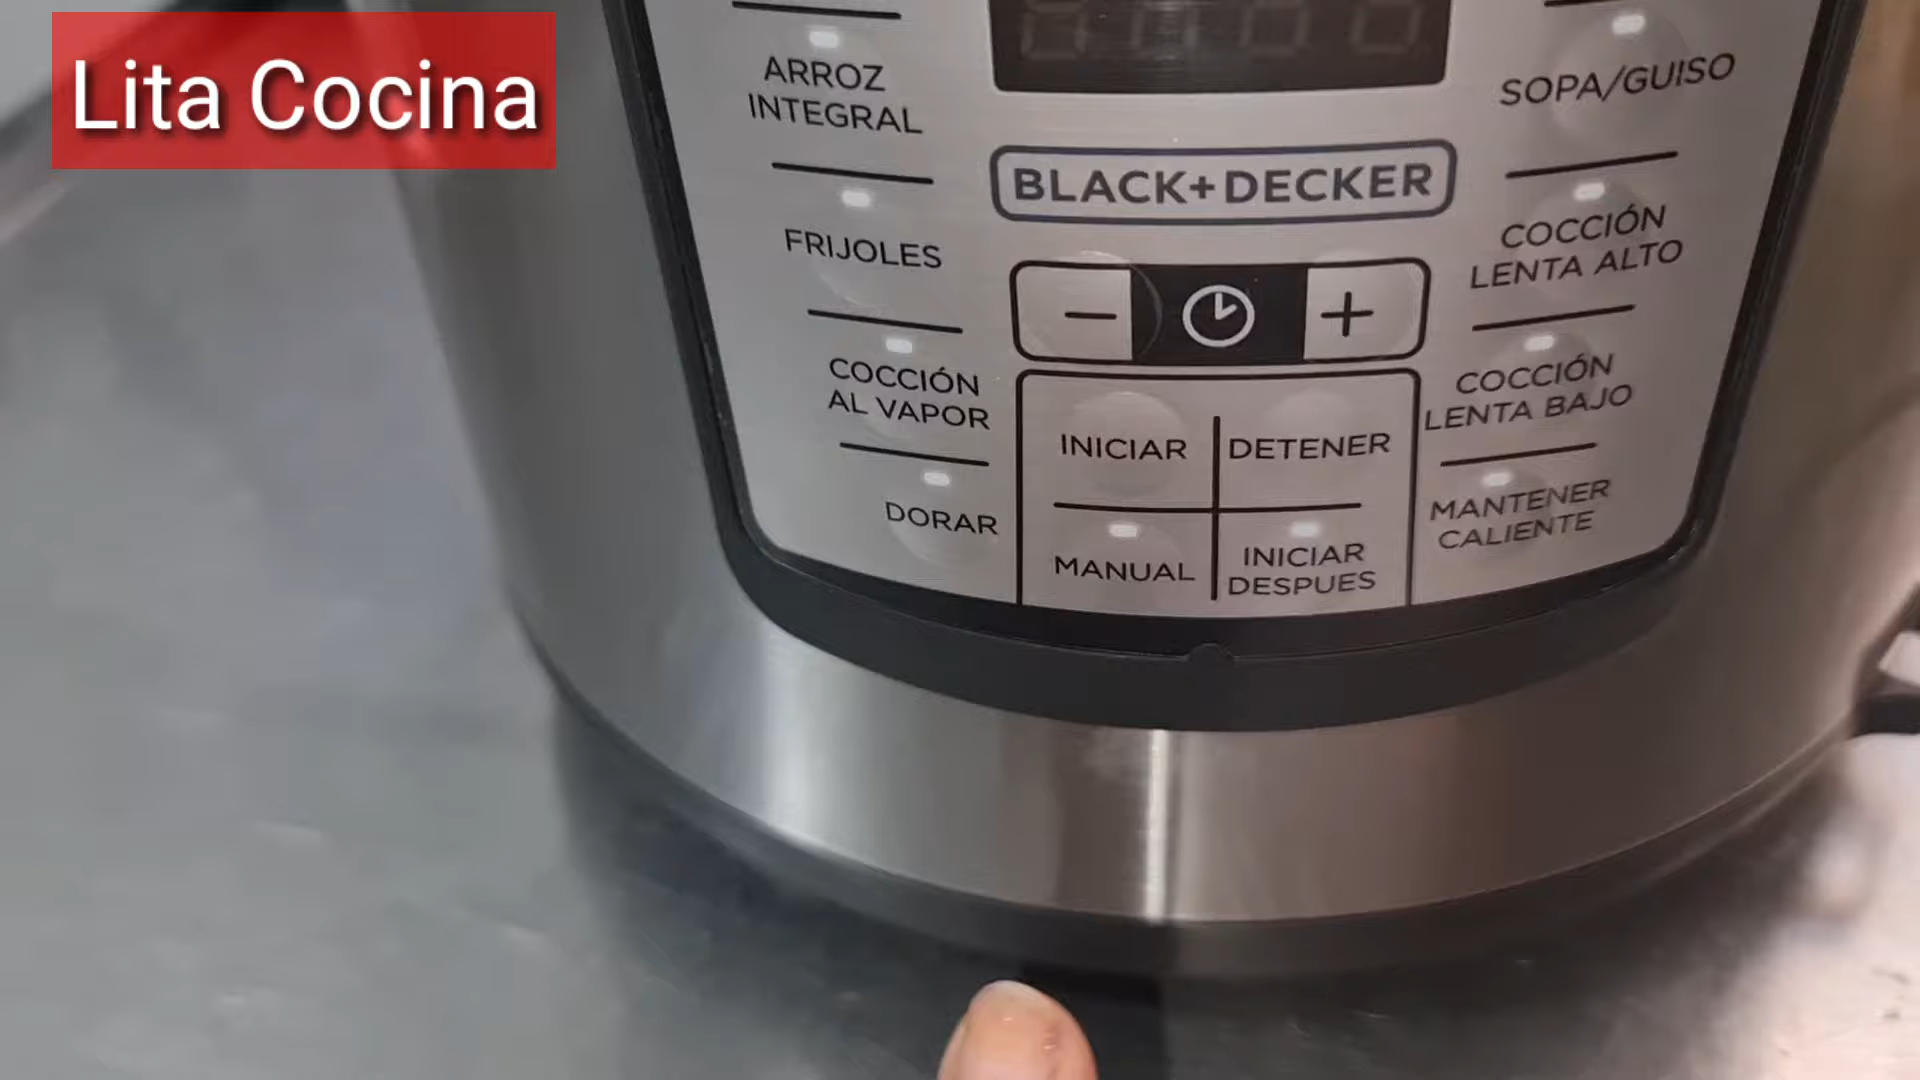 Lita Cocina
ARROZ
INTEGRAL
FRIJOLES
COCCIÓN
AL VAPOR
DORAR
BLACK+DECKER
− +
INICIAR
DETENER
MANUAL
INICIAR
DESPUES
SOPA/GUISO
COCCIÓN
LENTA ALTO
COCCIÓN
LENTA BAJO
MANTENER
CALIENTE